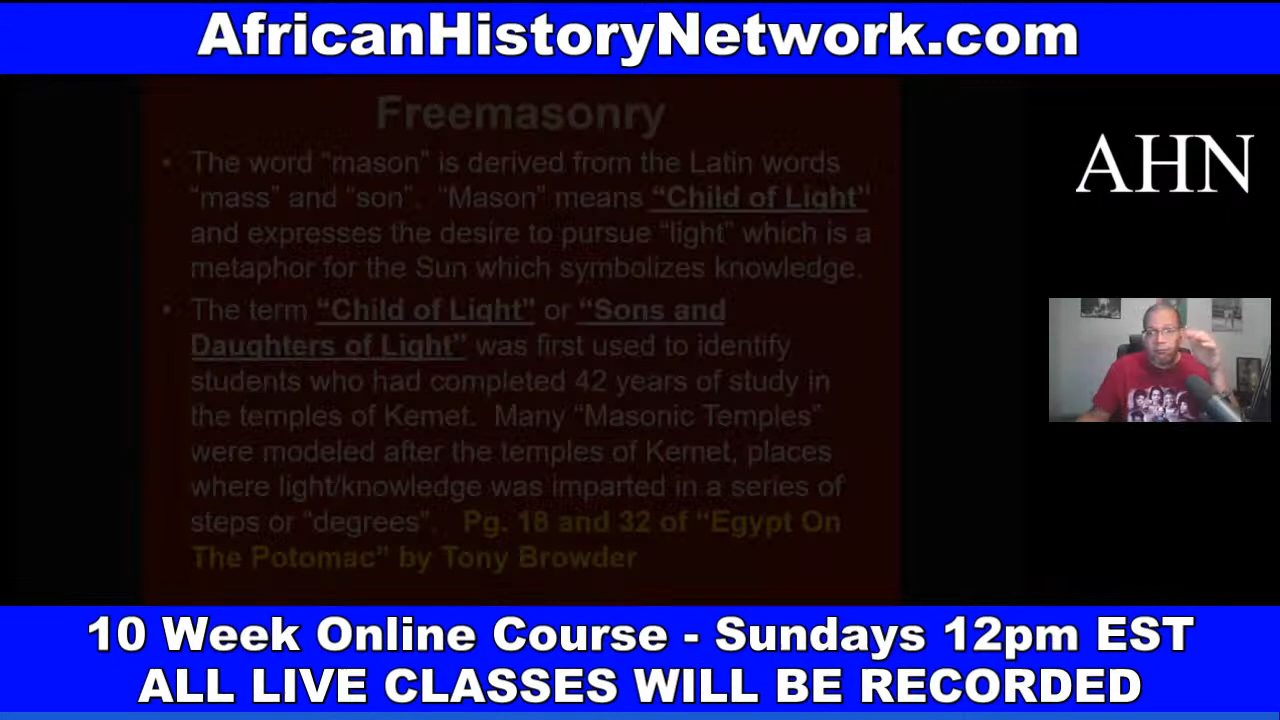 AfricanHistoryNetwork.com
AHN
Freemasonry
• The word “mason” is derived from the Latin words
“mass” and “son”. “Mason” means “Child of Light”
and expresses the desire to pursue “light” which is a
metaphor for the Sun which symbolizes knowledge.
• The term “Child of Light” or “Sons and
Daughters of Light” was first used to identify
students who had completed 42 years of study in
the temples of Kemet. Many “Masonic Temples”
were modeled after the temples of Kemet, places
where light/knowledge was imparted in a series of
steps or “degrees”. Pg. 18 and 32 of “Egypt On
The Potomac” by Tony Browder
10 Week Online Course - Sundays 12pm EST
ALL LIVE CLASSES WILL BE RECORDED